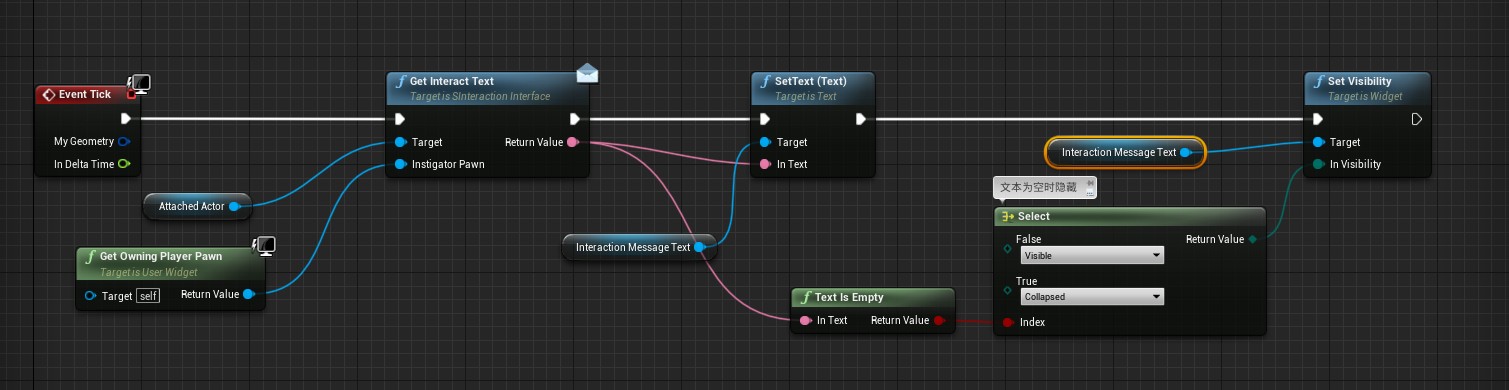 Event Tick
My Geometry
In Delta Time
Attached Actor
Get Owning Player Pawn
Target is User Widget
Target self Return Value
Get Interact Text
Target is SInteraction Interface
Target Return Value
Instigator Pawn
Interaction Message Text
SetText (Text)
Target is Text
Target
In Text
Text Is Empty
In Text Return Value
文本为空时隐藏
Select
False Return Value
Visible
True
Collapsed
Index
Interaction Message Text
Set Visibility
Target is Widget
Target
In Visibility